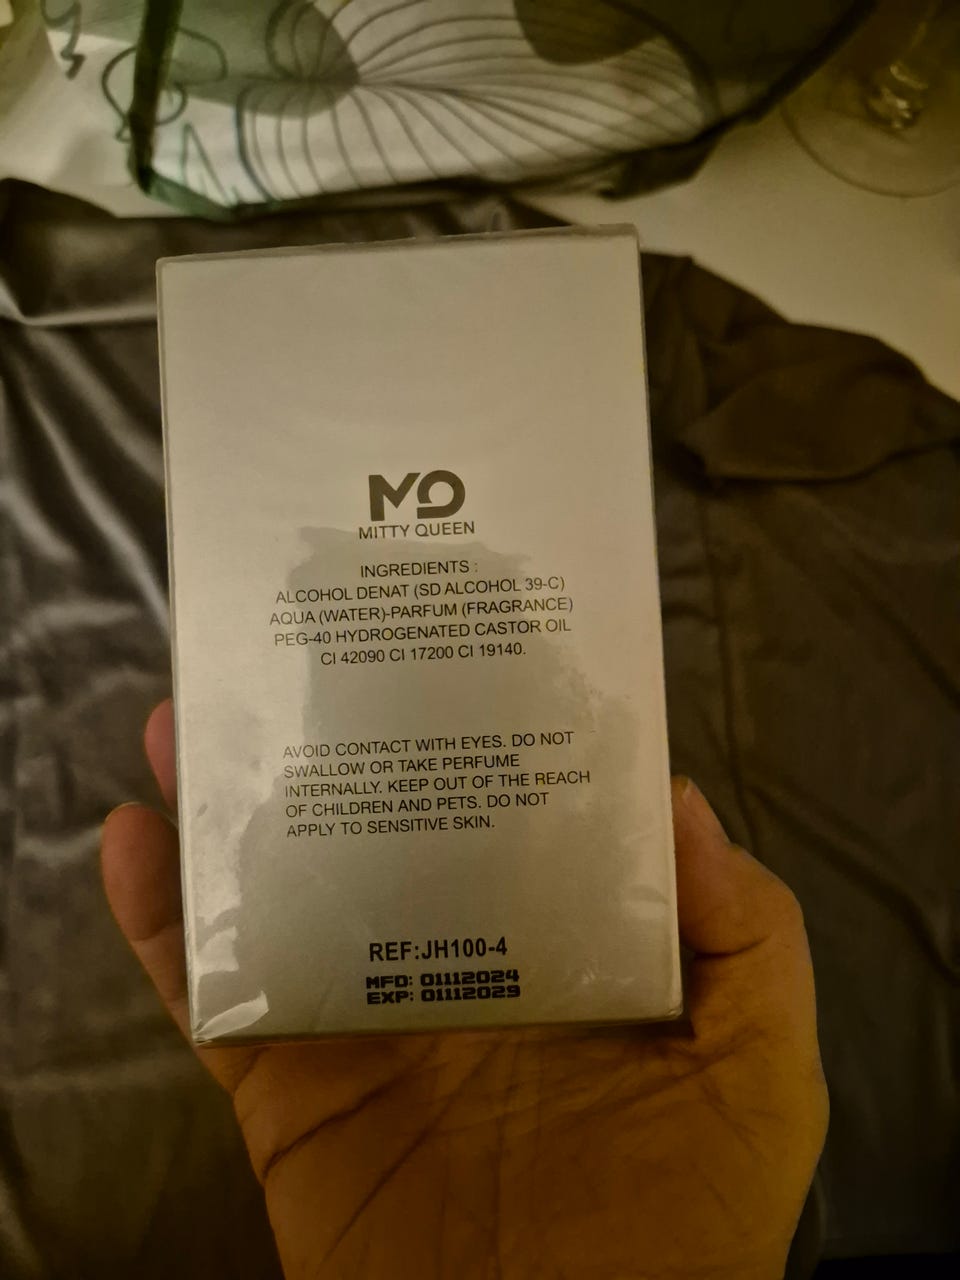 MQ
MITTY QUEEN
INGREDIENTS :
ALCOHOL DENAT (SD ALCOHOL 39-C)
AQUA (WATER)-PARFUM (FRAGRANCE)
PEG-40 HYDROGENATED CASTOR OIL
CI 42090 CI 17200 CI 19140.
AVOID CONTACT WITH EYES. DO NOT
SWALLOW OR TAKE PERFUME
INTERNALLY. KEEP OUT OF THE REACH
OF CHILDREN AND PETS. DO NOT
APPLY TO SENSITIVE SKIN.
REF:JH100-4
MFD: 01112024
EXP: 01112029